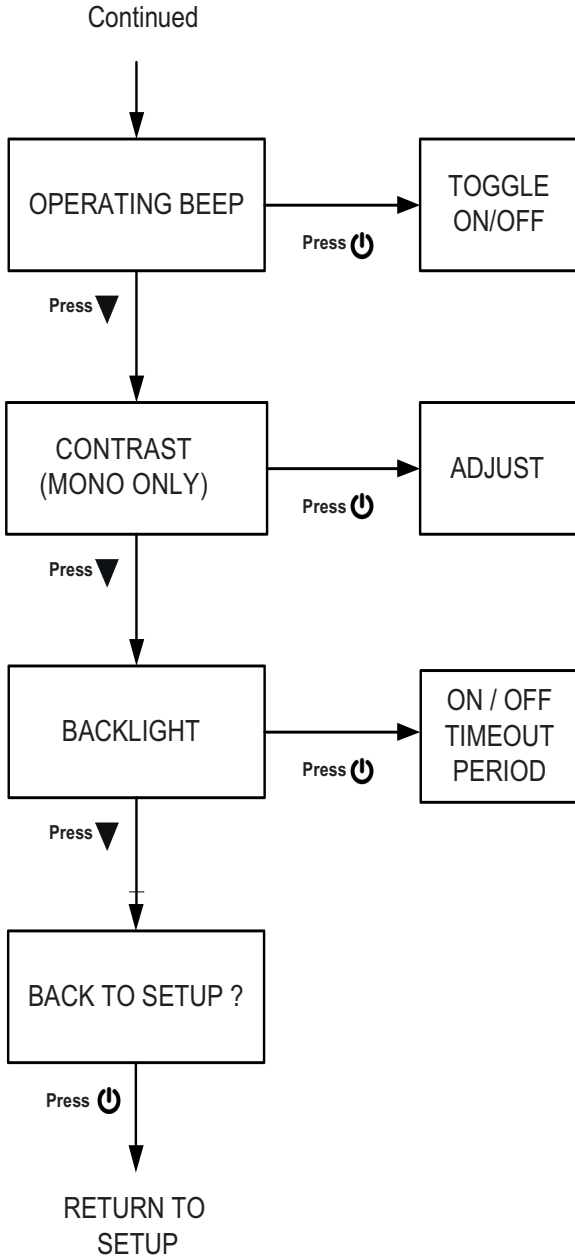 Continued
OPERATING BEEP
TOGGLE
ON/OFF
Press
Press
CONTRAST
(MONO ONLY)
ADJUST
Press
Press
BACKLIGHT
ON / OFF
TIMEOUT
PERIOD
Press
Press
BACK TO SETUP ?
Press
RETURN TO
SETUP